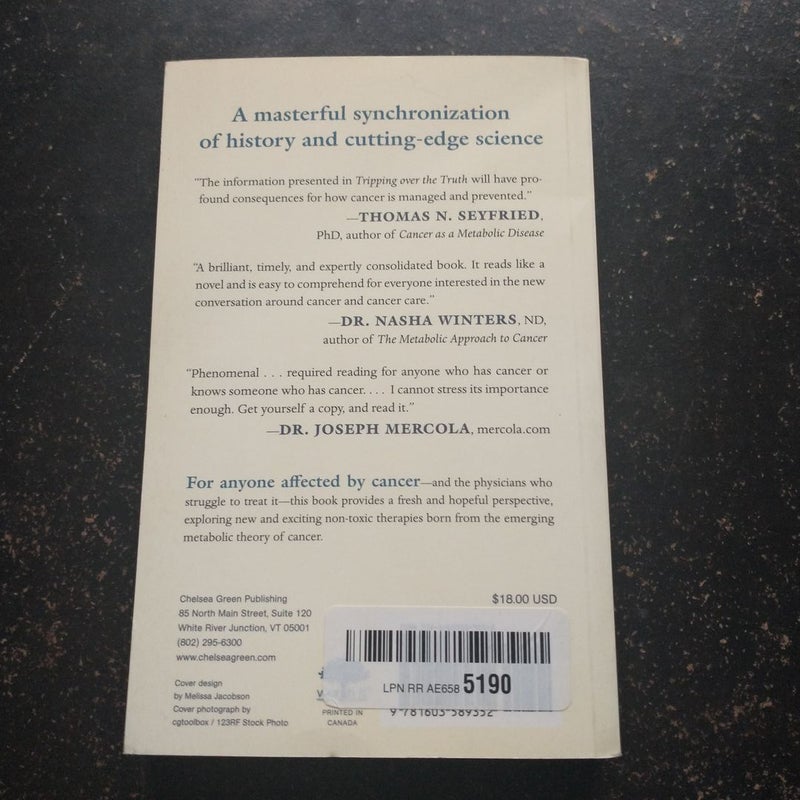 A masterful synchronization
of history and cutting-edge science
“The information presented in Tripping over the Truth will have pro-
found consequences for how cancer is managed and prevented.”
—THOMAS N. SEYFRIED,
PhD, author of Cancer as a Metabolic Disease
“A brilliant, timely, and expertly consolidated book. It reads like a
novel and is easy to comprehend for everyone interested in the new
conversation around cancer and cancer care.”
—DR. NASHA WINTERS, ND,
author of The Metabolic Approach to Cancer
“Phenomenal . . . required reading for anyone who has cancer or
knows someone who has cancer. . . . I cannot stress its importance
enough. Get yourself a copy, and read it.”
—DR. JOSEPH MERCOLA, mercola.com
For anyone affected by cancer—and the physicians who
struggle to treat it—this book provides a fresh and hopeful perspective,
exploring new and exciting non-toxic therapies born from the emerging
metabolic theory of cancer.
Chelsea Green Publishing
85 North Main Street, Suite 120
White River Junction, VT 05001
(802) 295-6300
www.chelseagreen.com
Cover design
by Melissa Jacobson
Cover photograph by
cgtoolbox / 123RF Stock Photo
PRINTED IN
CANADA
$18.00 USD
LPN RR AE658 5190
9 781603 589352